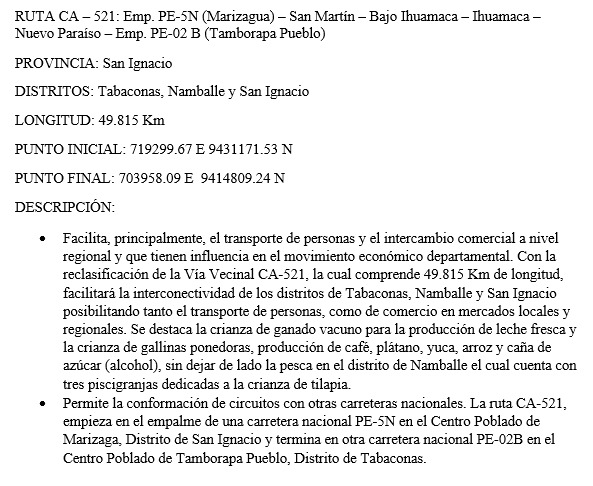 RUTA CA – 521: Emp. PE-5N (Marizagua) – San Martín – Bajo Ihuamaca – Ihuamaca –
Nuevo Paraíso – Emp. PE-02 B (Tamborapa Pueblo)
PROVINCIA: San Ignacio
DISTRITOS: Tabaconas, Namballe y San Ignacio
LONGITUD: 49.815 Km
PUNTO INICIAL: 719299.67 E 9431171.53 N
PUNTO FINAL: 703958.09 E  9414809.24 N
DESCRIPCIÓN:
• Facilita, principalmente, el transporte de personas y el intercambio comercial a nivel
regional y que tienen influencia en el movimiento económico departamental. Con la
reclasificación de la Vía Vecinal CA-521, la cual comprende 49.815 Km de longitud,
facilitará la interconectividad de los distritos de Tabaconas, Namballe y San Ignacio
posibilitando tanto el transporte de personas, como de comercio en mercados locales y
regionales. Se destaca la crianza de ganado vacuno para la producción de leche fresca y
la crianza de gallinas ponedoras, producción de café, plátano, yuca, arroz y caña de
azúcar (alcohol), sin dejar de lado la pesca en el distrito de Namballe el cual cuenta con
tres piscigranjas dedicadas a la crianza de tilapia.
• Permite la conformación de circuitos con otras carreteras nacionales. La ruta CA-521,
empieza en el empalme de una carretera nacional PE-5N en el Centro Poblado de
Marizaga, Distrito de San Ignacio y termina en otra carretera nacional PE-02B en el
Centro Poblado de Tamborapa Pueblo, Distrito de Tabaconas.